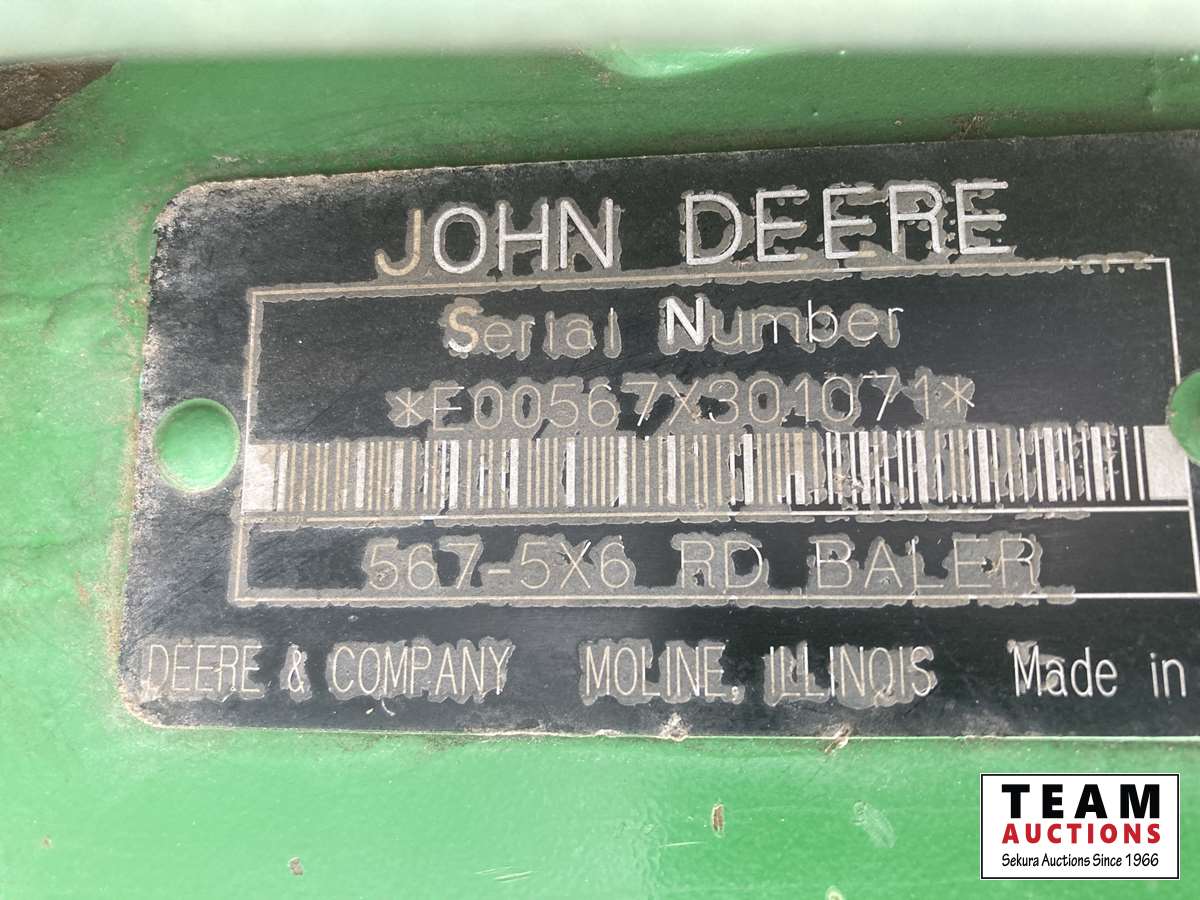 JOHN DEERE
Serial Number
*E00567X301071*
567-5X6 RD BALER
DEERE & COMPANY MOLINE, ILLINOIS Made in
TEAM
AUCTIONS
Sekura Auctions Since 1966